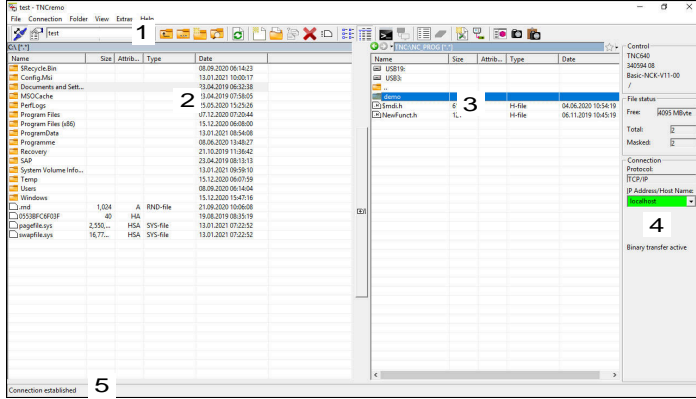 test - TNCremo
File Connection Folder View Extras Help
test
1
C:\ [*.*]
Name Size Attrib... Type Date
$Recycle.Bin 08.09.2020 06:14:23
Config.Msi 13.01.2021 10:00:17
Documents and Sett... 23.04.2019 06:32:38
MSOCache 23.04.2019 07:58:05
2
PerfLogs 25.05.2020 15:25:26
Program Files 07.12.2020 07:20:44
Program Files (x86) 15.12.2020 06:08:00
ProgramData 13.01.2021 08:54:08
Programme 08.06.2020 13:48:27
Recovery 21.10.2019 11:36:42
SAP 23.04.2019 08:13:13
System Volume Info... 13.01.2021 09:59:10
Temp 15.12.2020 06:07:59
Users 08.09.2020 06:14:04
Windows 15.12.2020 15:47:16
.rnd 1,024 A RND-file 21.09.2020 10:06:08
0553BFC6F03F 40 HA 19.08.2019 08:35:19
pagefile.sys 2,550,... HSA SYS-file 13.01.2021 07:22:52
swapfile.sys 16,77... HSA SYS-file 13.01.2021 07:22:52
TNC:\NC_PROG [*.*]
Name Size Attrib... Type Date
USB19:
USB3:
..
demo
3
Smdi.h H-file 04.06.2020 10:54:19
NewFunct.h H-file 06.11.2019 10:45:19
Control
TNC640
340594 08
Basic-NCK-V11-00
/
File status
Free: 4095 MByte
Total: 2
Masked: 2
Connection
Protocol:
TCP/IP
IP Address/Host Name:
localhost
4
Binary transfer active
Connection established
5